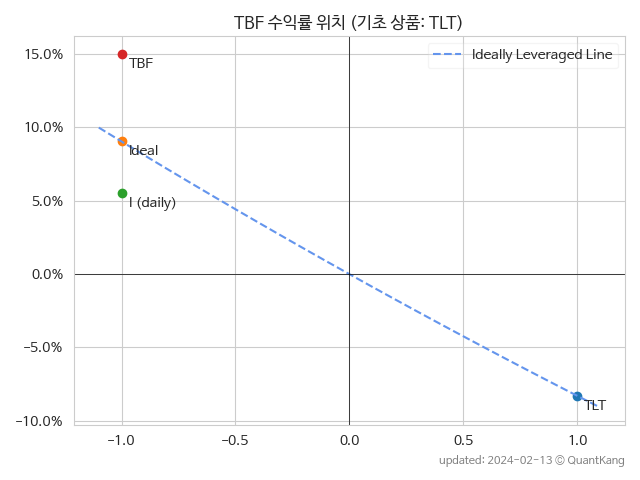 TBF 수익률 위치 (기초 상품: TLT)
Ideally Leveraged Line
15.0%
TBF
10.0%
Ideal
5.0%
I (daily)
0.0%
−5.0%
TLT
−10.0%
−1.0 −0.5 0.0 0.5 1.0
updated: 2024-02-13 © QuantKang